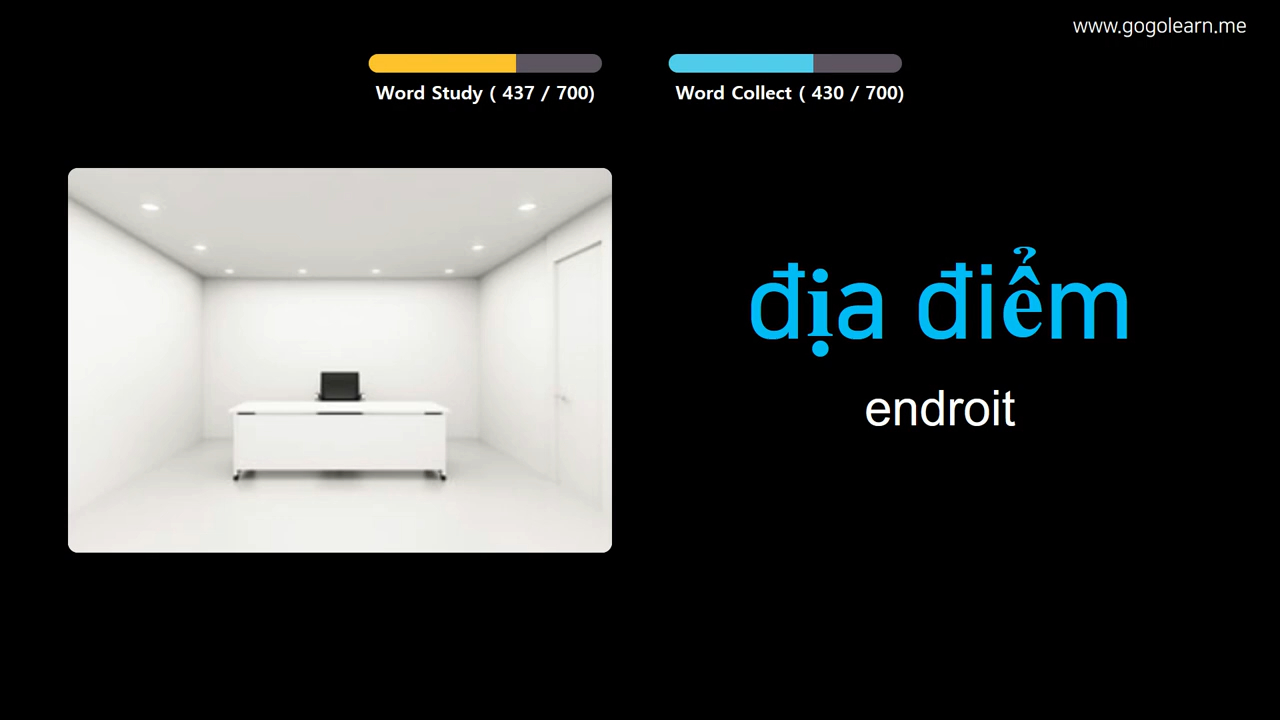 www.gogolearn.me
Word Study ( 437 / 700)
Word Collect ( 430 / 700)
địa điểm
endroit